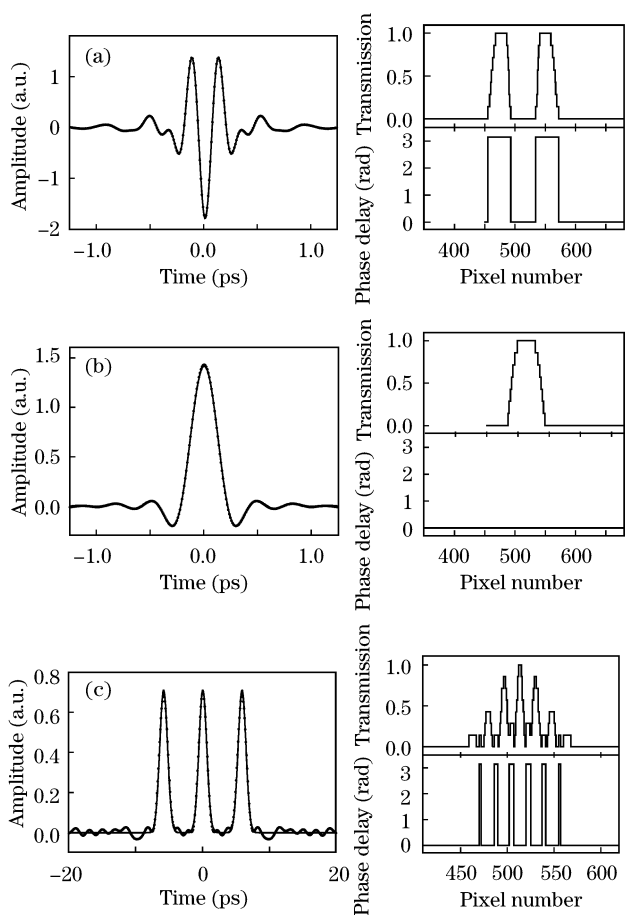 (a)
Amplitude (a.u.)
1
0
−1
−2
−1.0 0.0 1.0
Time (ps)
Transmission
1.0
0.5
0.0
Phase delay (rad)
3
2
1
0
400 500 600
Pixel number
(b)
Amplitude (a.u.)
1.5
1.0
0.5
0.0
−1.0 0.0 1.0
Time (ps)
Transmission
1.0
0.5
0.0
Phase delay (rad)
3
2
1
0
400 500 600
Pixel number
(c)
Amplitude (a.u.)
0.8
0.6
0.4
0.2
0.0
−20 0 20
Time (ps)
Transmission
1.0
0.5
0.0
Phase delay (rad)
3
2
1
0
450 500 550 600
Pixel number